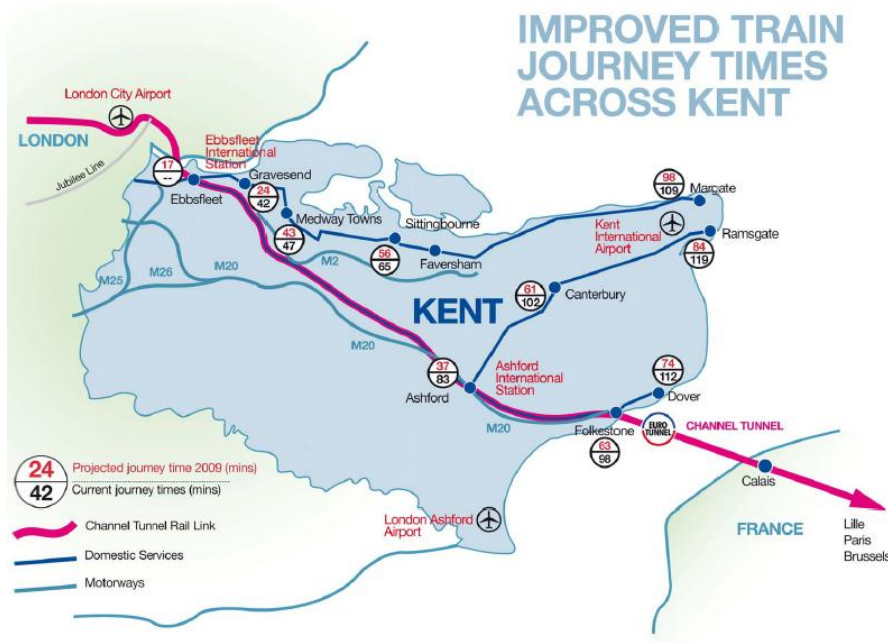 IMPROVED TRAIN
JOURNEY TIMES
ACROSS KENT
London City Airport
LONDON
Jubilee Line
Ebbsfleet
International
Station
17
--
Ebbsfleet
Gravesend
24
42
Medway Towns
43
47
Sittingbourne
56
65
Faversham
98
109
Margate
Kent
International
Airport
Ramsgate
84
119
M25
M26
M20
M2
61
102
Canterbury
KENT
M20
37
83
Ashford
Ashford
International
Station
74
112
Dover
M20
Folkestone
63
98
EURO
TUNNEL
CHANNEL TUNNEL
Calais
FRANCE
Lille
Paris
Brussels
London Ashford
Airport
24
42
Projected journey time 2009 (mins)
Current journey times (mins)
Channel Tunnel Rail Link
Domestic Services
Motorways